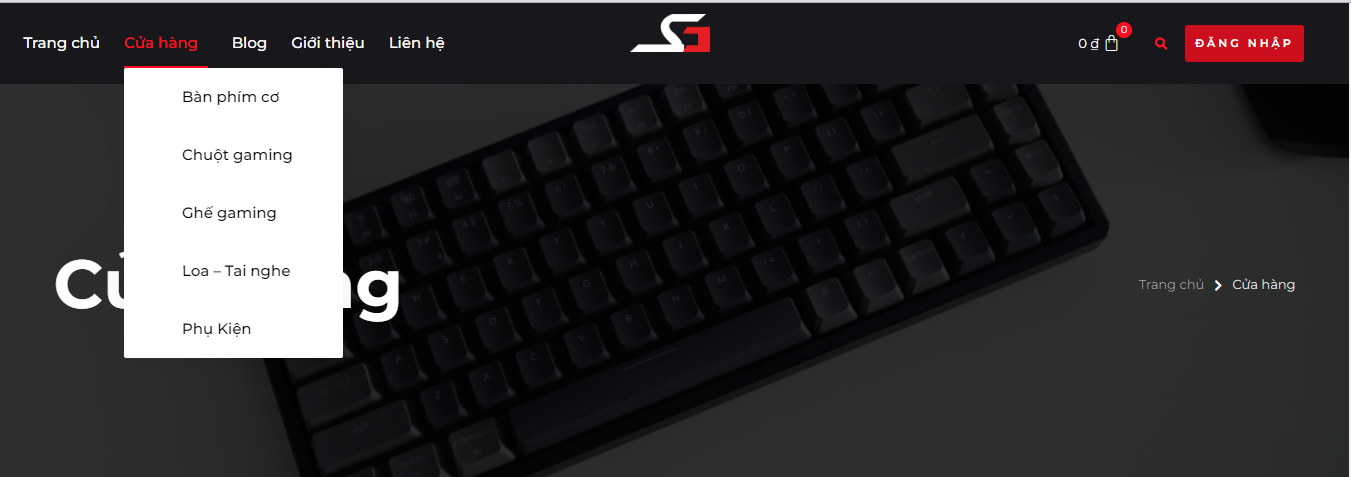 Trang chủ Cửa hàng Blog Giới thiệu Liên hệ 0 ₫ 0 ĐĂNG NHẬP
Bàn phím cơ
Chuột gaming
Ghế gaming
Loa – Tai nghe
Trang chủ Cửa hàng
Phụ Kiện